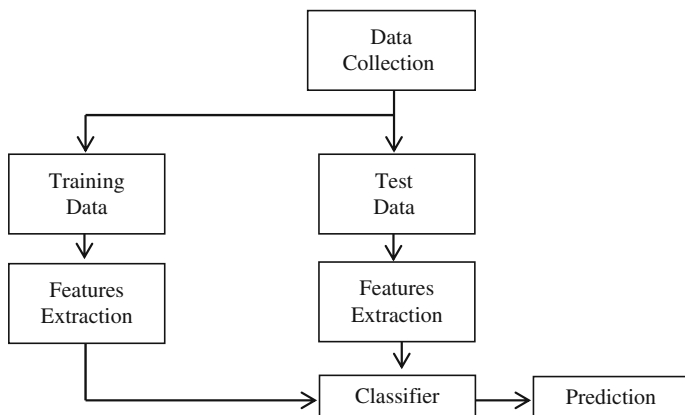 Data
Collection
Training
Data
Test
Data
Features
Extraction
Features
Extraction
Classifier
Prediction